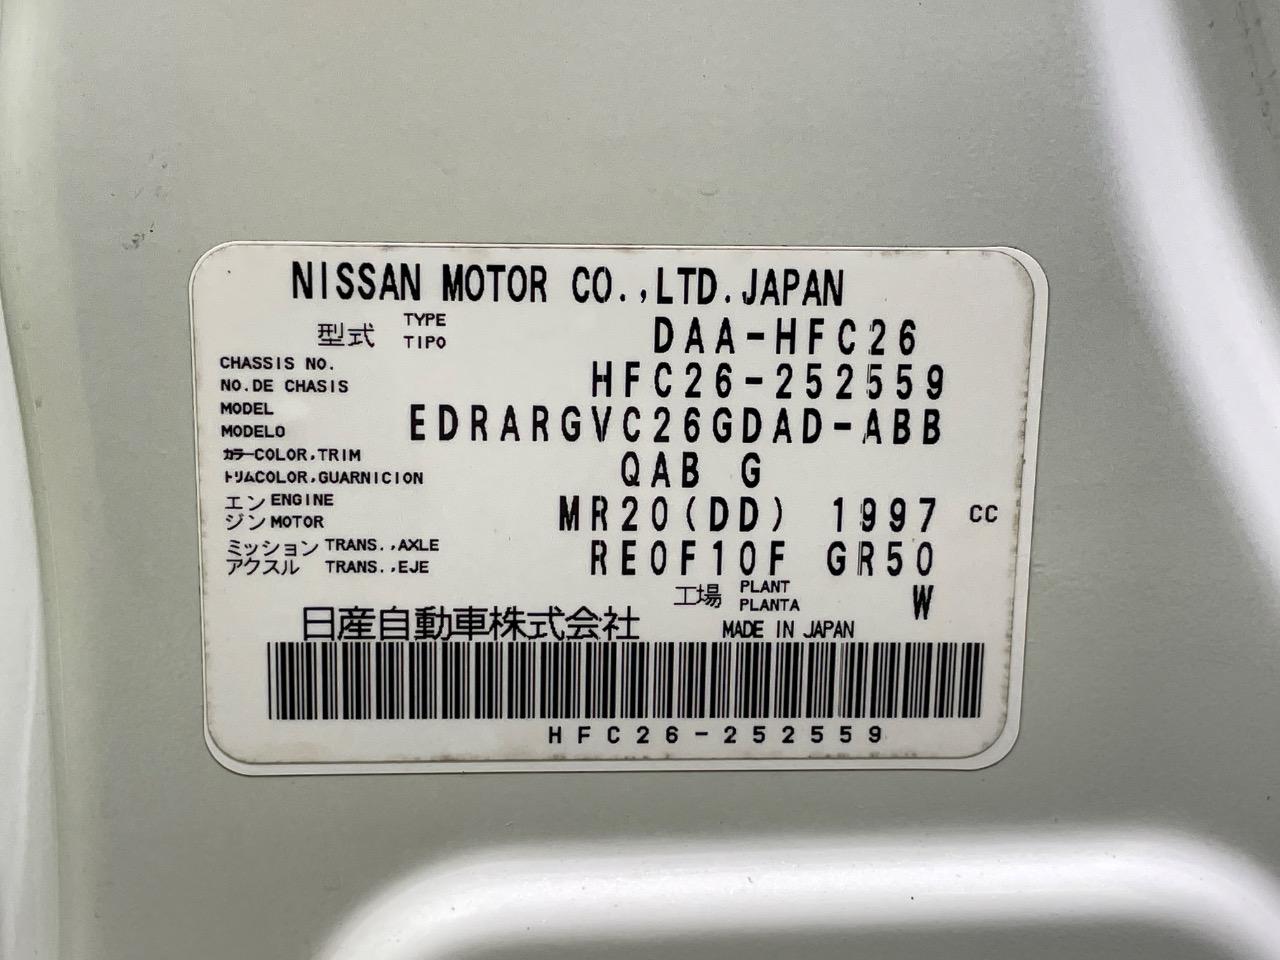 NISSAN MOTOR CO.,LTD.JAPAN
型式 TYPE TIPO DAA-HFC26
CHASSIS NO.
NO.DE CHASIS HFC26-252559
MODEL
MODELO EDRARGVC26GDAD-ABB
カラーCOLOR,TRIM
トリムCOLOR,GUARNICION QAB G
エンジン ENGINE MOTOR MR20(DD) 1997 CC
ミッション TRANS.,AXLE
アクスル TRANS.,EJE RE0F10F GR50
工場 PLANT PLANTA W
日産自動車株式会社 MADE IN JAPAN
HFC26-252559